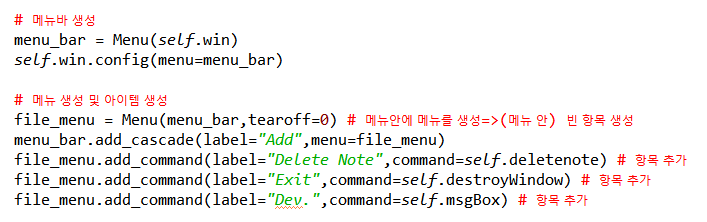 # 메뉴바 생성
menu_bar = Menu(self.win)
self.win.config(menu=menu_bar)
# 메뉴 생성 및 아이템 생성
file_menu = Menu(menu_bar,tearoff=0) # 메뉴안에 메뉴를 생성=>(메뉴 안) 빈 항목 생성
menu_bar.add_cascade(label="Add",menu=file_menu)
file_menu.add_command(label="Delete Note",command=self.deletenote) # 항목 추가
file_menu.add_command(label="Exit",command=self.destroyWindow) # 항목 추가
file_menu.add_command(label="Dev.",command=self.msgBox) # 항목 추가